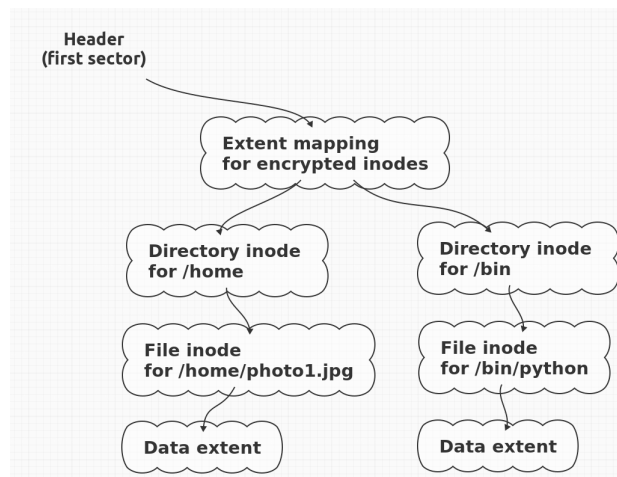 Header
(first sector)
Extent mapping
for encrypted inodes
Directory inode
for /home
Directory inode
for /bin
File inode
for /home/photo1.jpg
File inode
for /bin/python
Data extent
Data extent